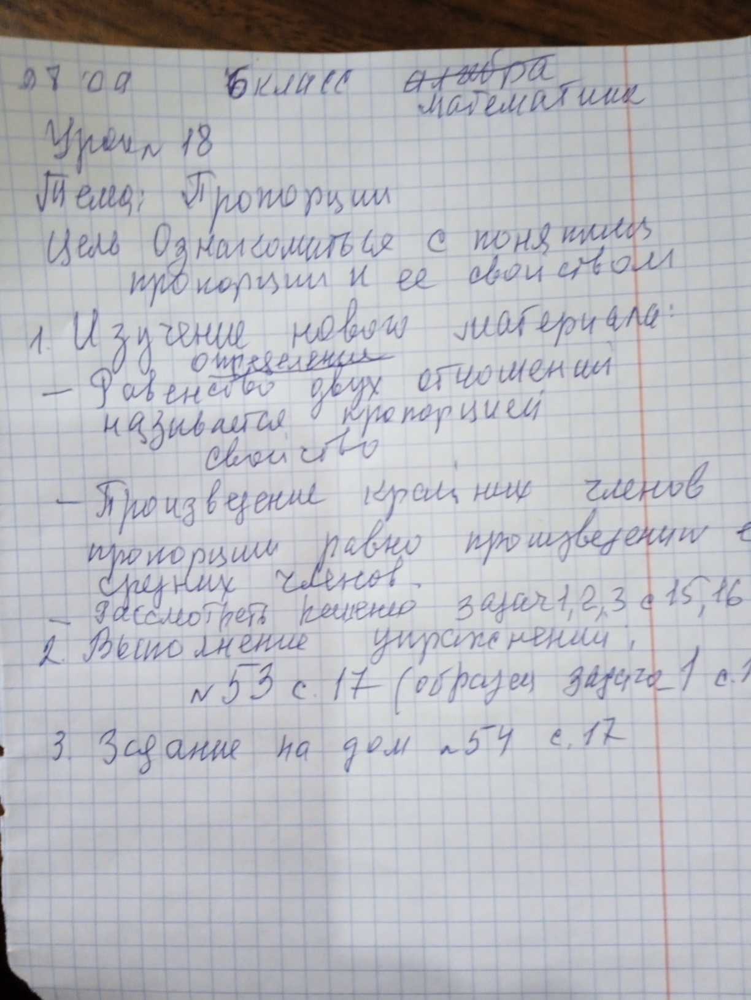 27 09 6 класс алгебра
математика
Урок № 18
Тема: Пропорции
Цель Ознакомиться с понятием
пропорции и ее свойством
1. Изучение нового материала:
определение
— Равенство двух отношений
называется пропорцией
свойство
— Произведение крайних членов
пропорции равно произведению е
средних членов.
— Рассмотреть решению задач 1, 2, 3 с 15, 16
2. Выполнение упражнений:
№ 53 с. 17 (образец задача 1 с. 1
3. Задание на дом № 54 с. 17